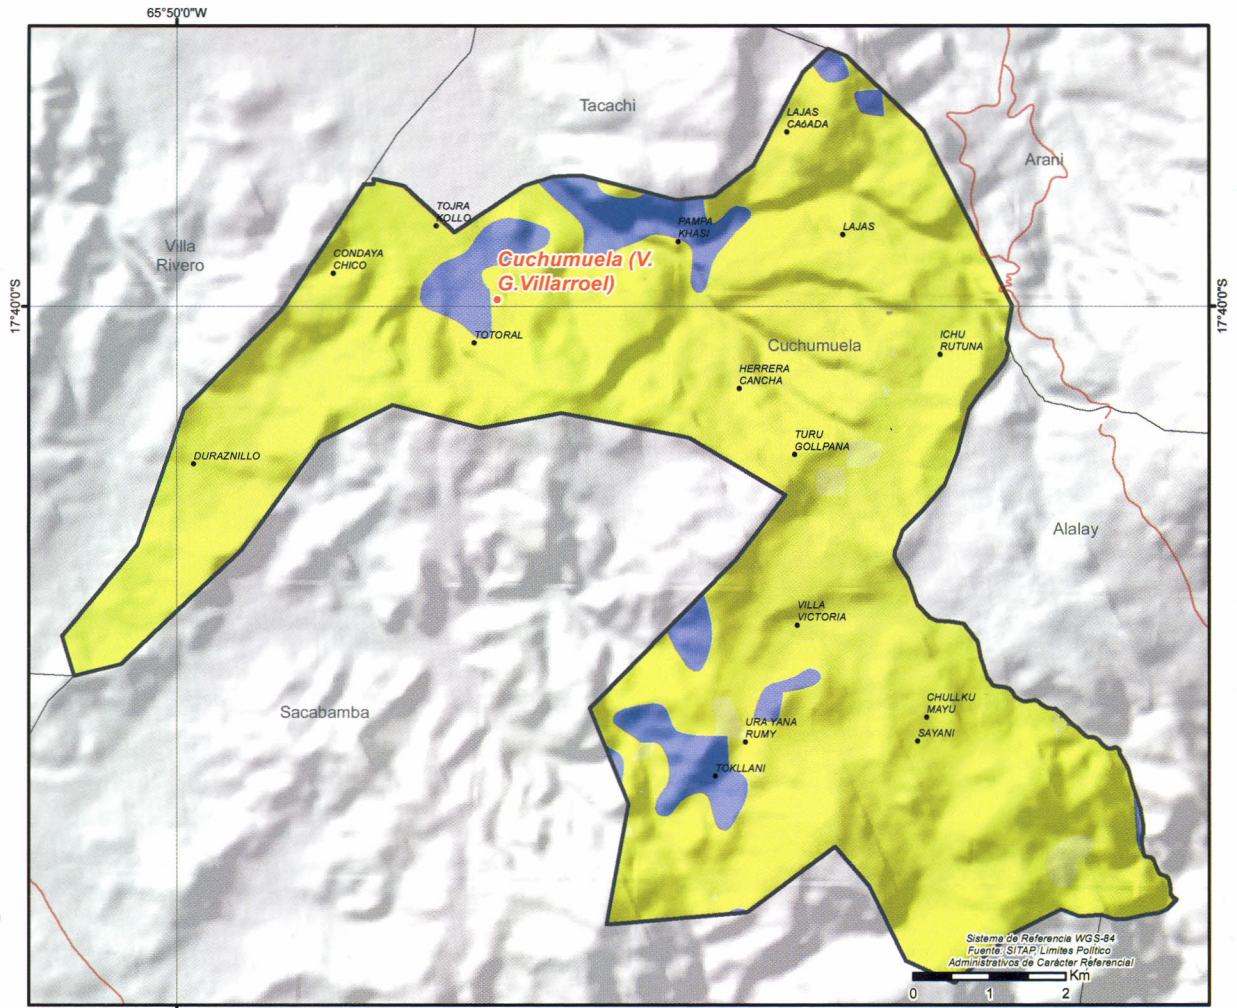 65°50'0"W
Tacachi
LAJAS
CAóADA
Arani
TOJRA
KOLLO
PAMPA
KHASI
LAJAS
Villa
Rivero
CONDAYA
CHICO
Cuchumuela (V.
G.Villarroel)
17°40'0"S
17°40'0"S
TOTORAL
Cuchumuela
ICHU
RUTUNA
HERRERA
CANCHA
TURU
GOLLPANA
DURAZNILLO
Alalay
VILLA
VICTORIA
Sacabamba
CHULLKU
MAYU
URA YANA
RUMY
SAYANI
TOKLLANI
Sistema de Referencia WGS-84
Fuente: SITAP, Limites Político
Administrativos de Carácter Referencial
Km
0 1 2